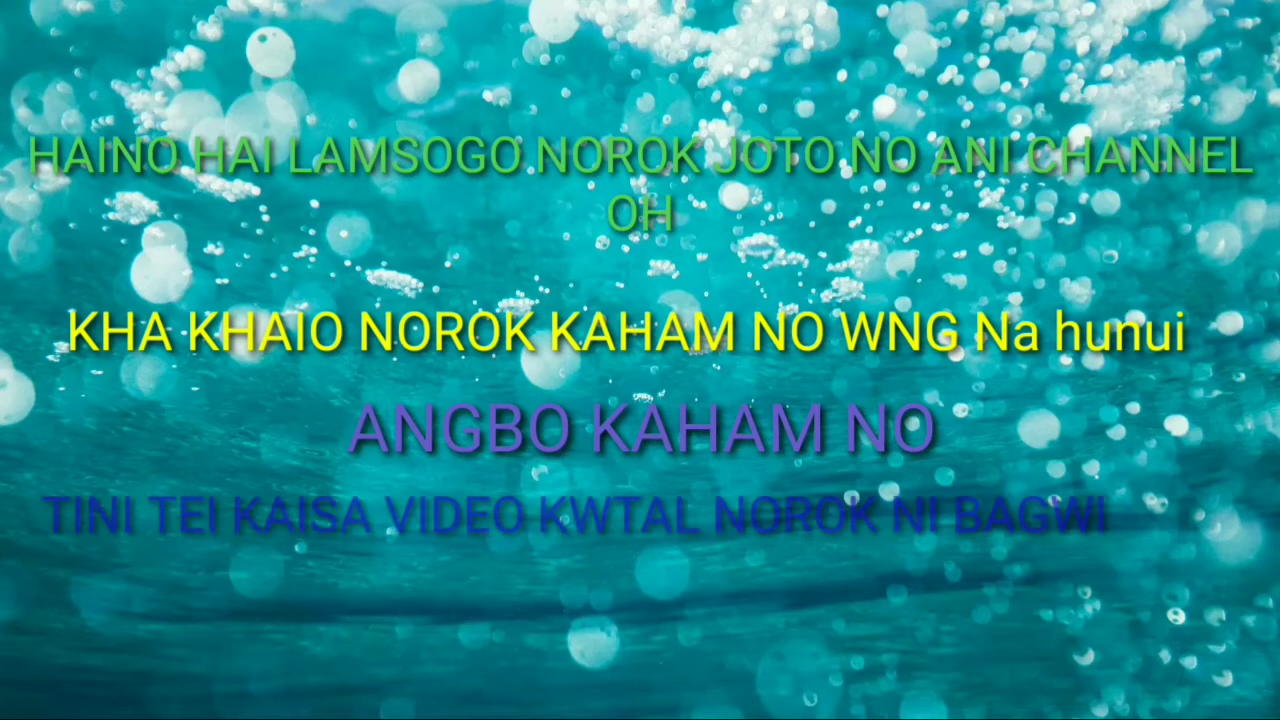 HAINO HAI LAMSOGO NOROK JOTO NO ANI CHANNEL
OH
KHA KHAIO NOROK KAHAM NO WNG Na hunui
ANGBO KAHAM NO
TINI TEI KAISA VIDEO KWTAL NOROK NI BAGWI